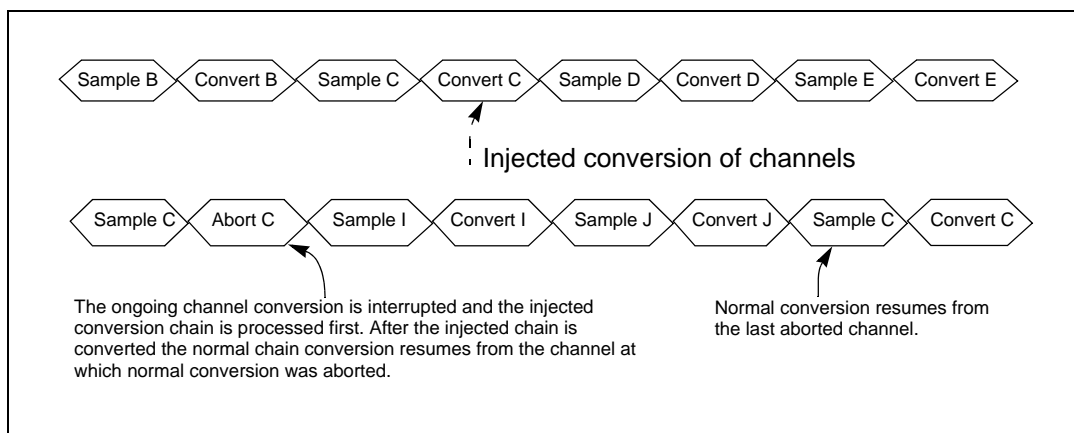 Sample B Convert B Sample C Convert C Sample D Convert D Sample E Convert E
Injected conversion of channels
Sample C Abort C Sample I Convert I Sample J Convert J Sample C Convert C
The ongoing channel conversion is interrupted and the injected
conversion chain is processed first. After the injected chain is
converted the normal chain conversion resumes from the channel at
which normal conversion was aborted.
Normal conversion resumes from
the last aborted channel.